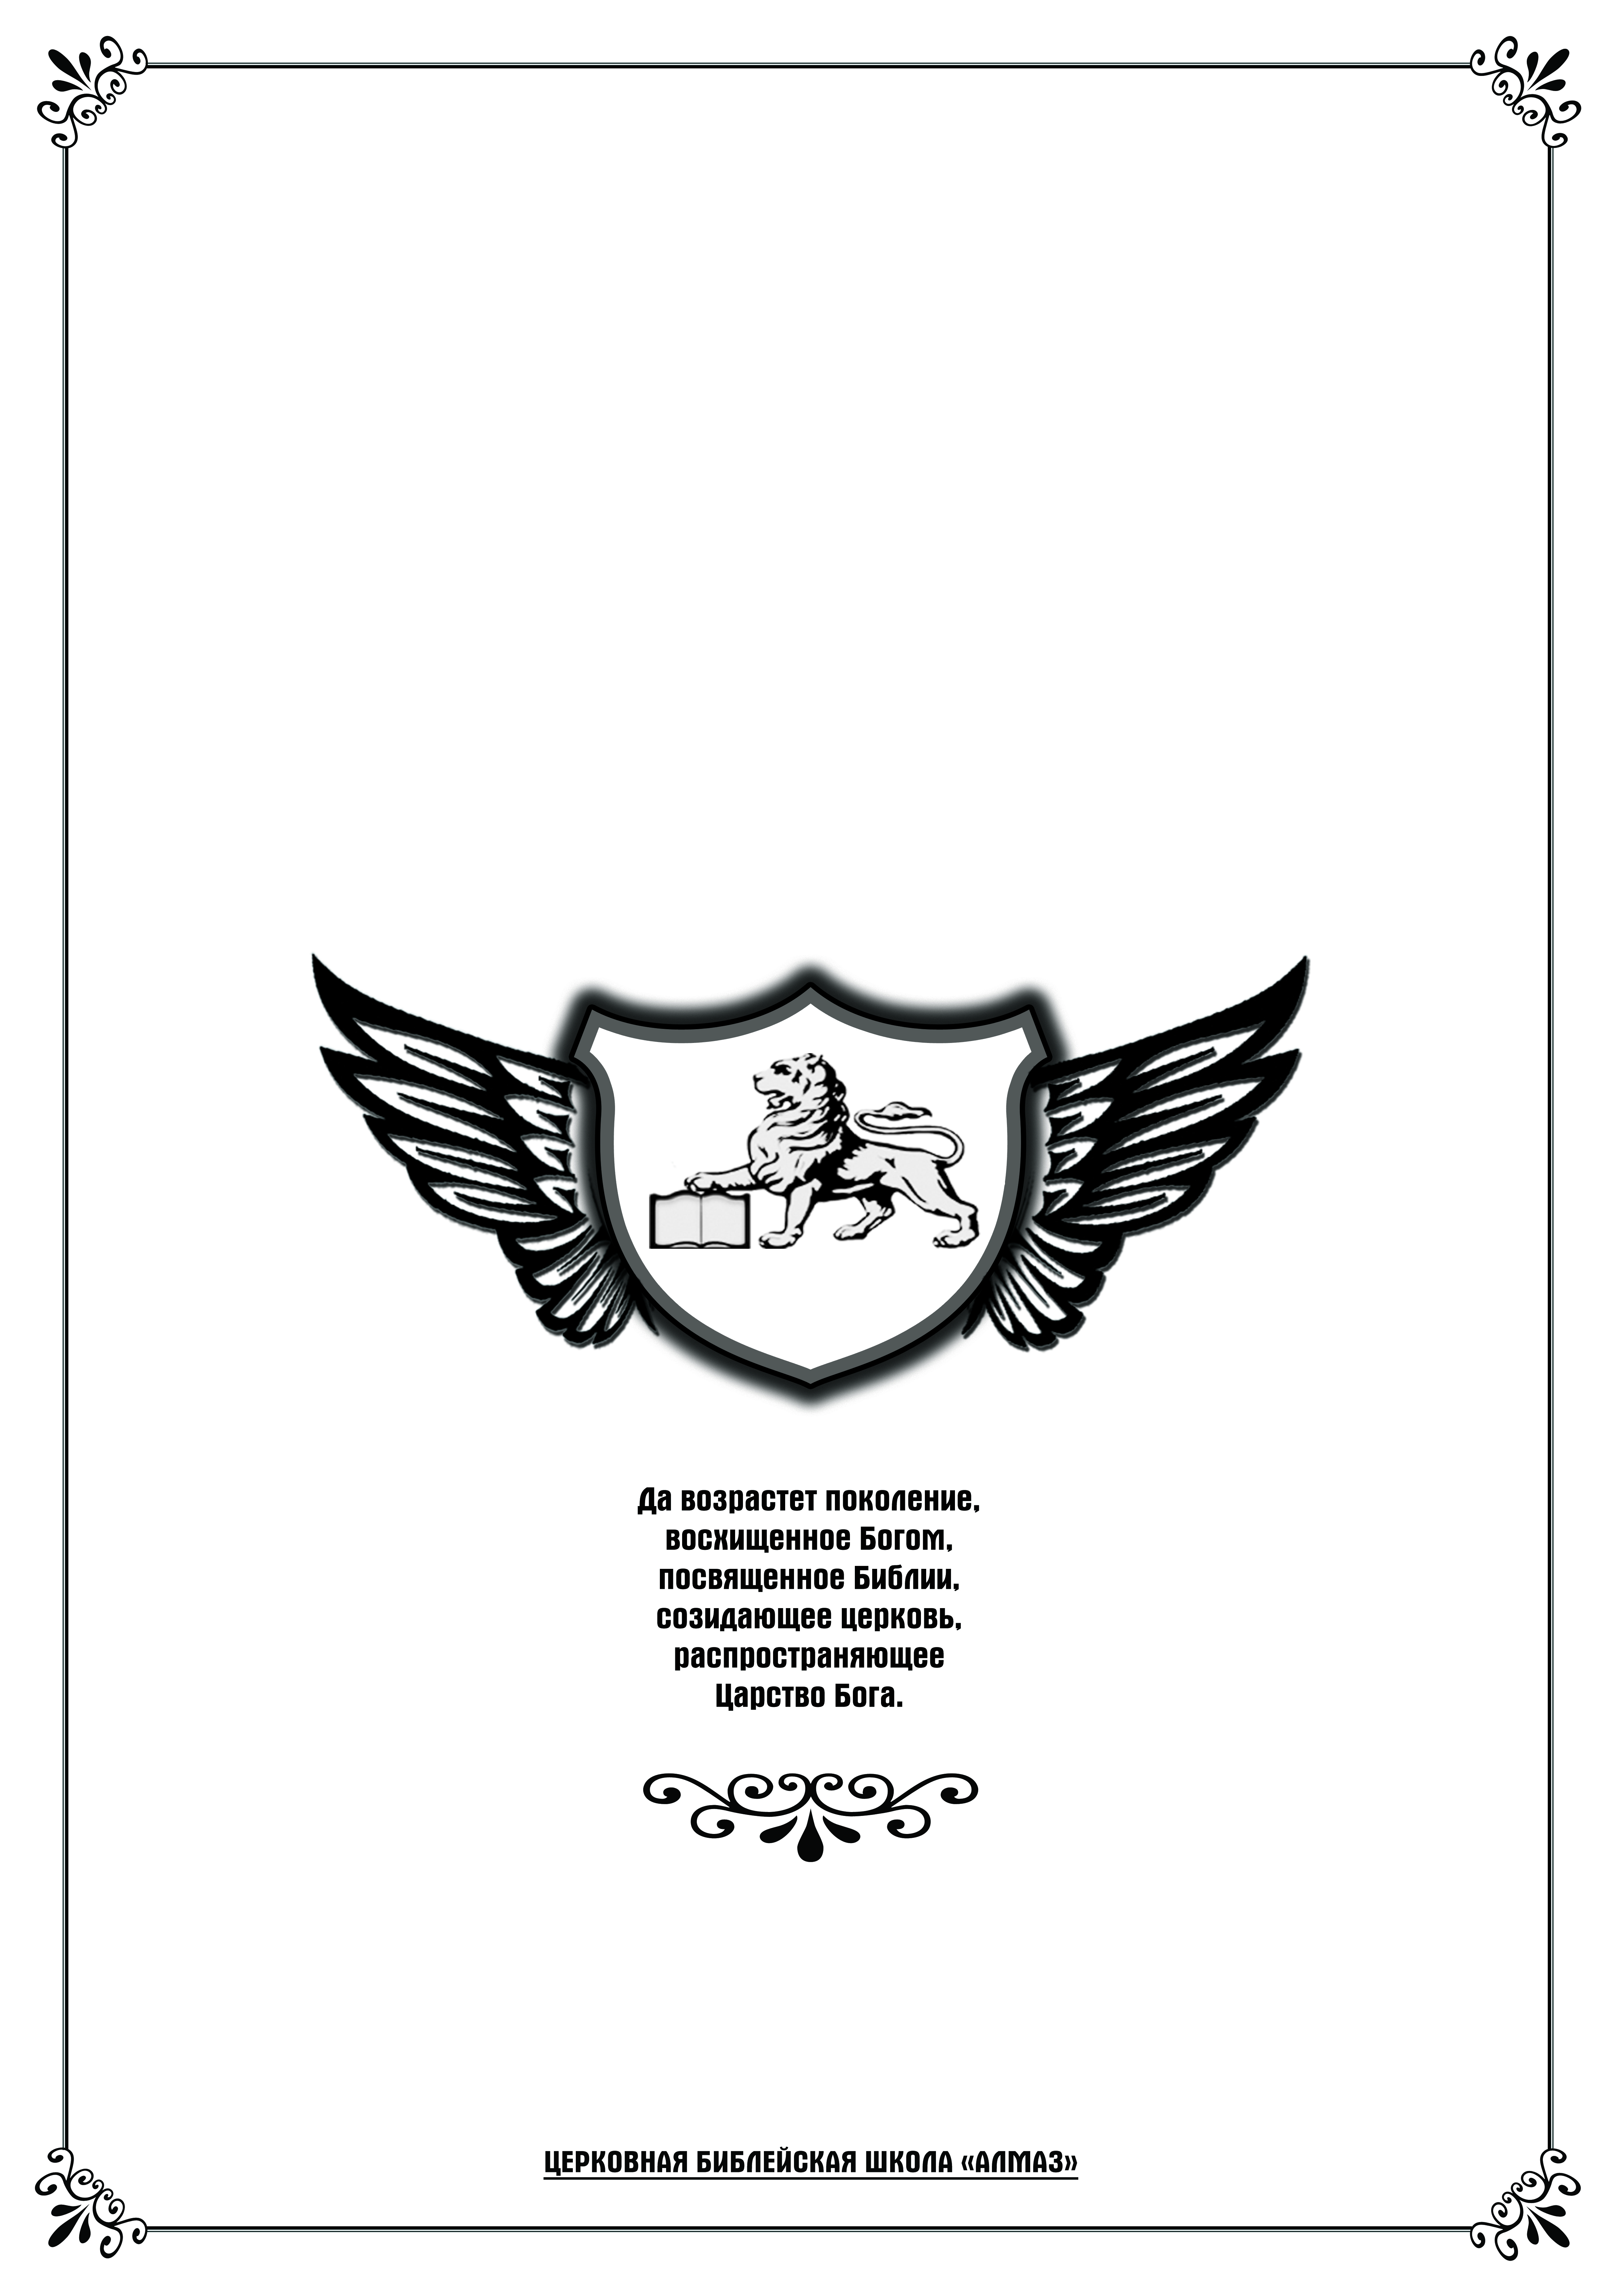 Да возрастет поколение,
восхищенное Богом,
посвященное Библии,
созидающее церковь,
распространяющее
Царство Бога.
ЦЕРКОВНАЯ БИБЛЕЙСКАЯ ШКОЛА «АЛМАЗ»